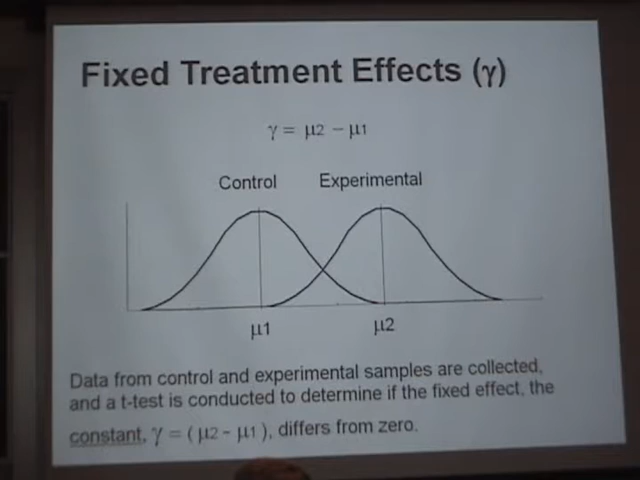 Fixed Treatment Effects (γ)
γ = μ2 − μ1
Control Experimental
μ1 μ2
Data from control and experimental samples are collected,
and a t-test is conducted to determine if the fixed effect, the
constant, γ = ( μ2 - μ1 ), differs from zero.